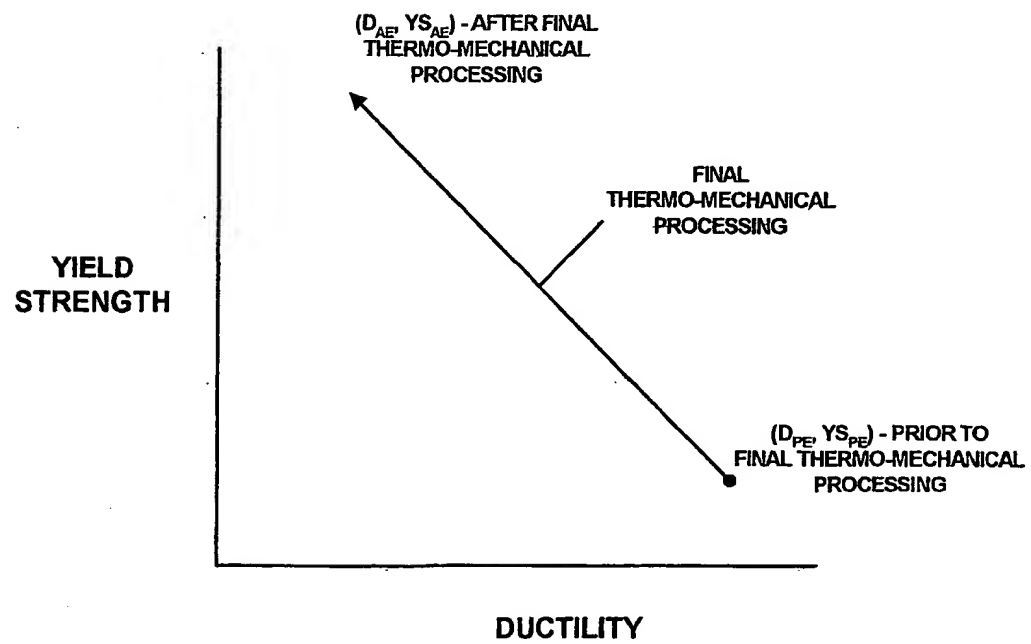 (D_AE, YS_AE) - AFTER FINAL
THERMO-MECHANICAL
PROCESSING
FINAL
THERMO-MECHANICAL
PROCESSING
YIELD
STRENGTH
(D_PE, YS_PE) - PRIOR TO
FINAL THERMO-MECHANICAL
PROCESSING
DUCTILITY